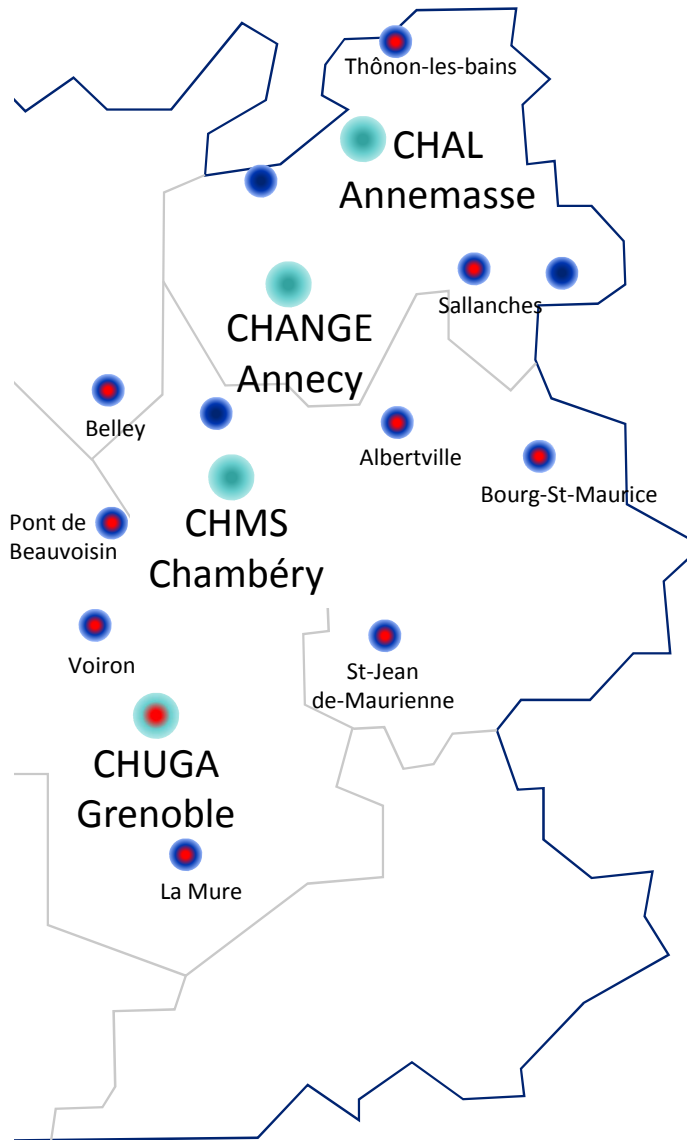 Thônon-les-bains
CHAL
Annemasse
Sallanches
CHANGE
Annecy
Belley
Albertville
Bourg-St-Maurice
Pont de
Beauvoisin
CHMS
Chambéry
Voiron
St-Jean
de-Maurienne
CHUGA
Grenoble
La Mure